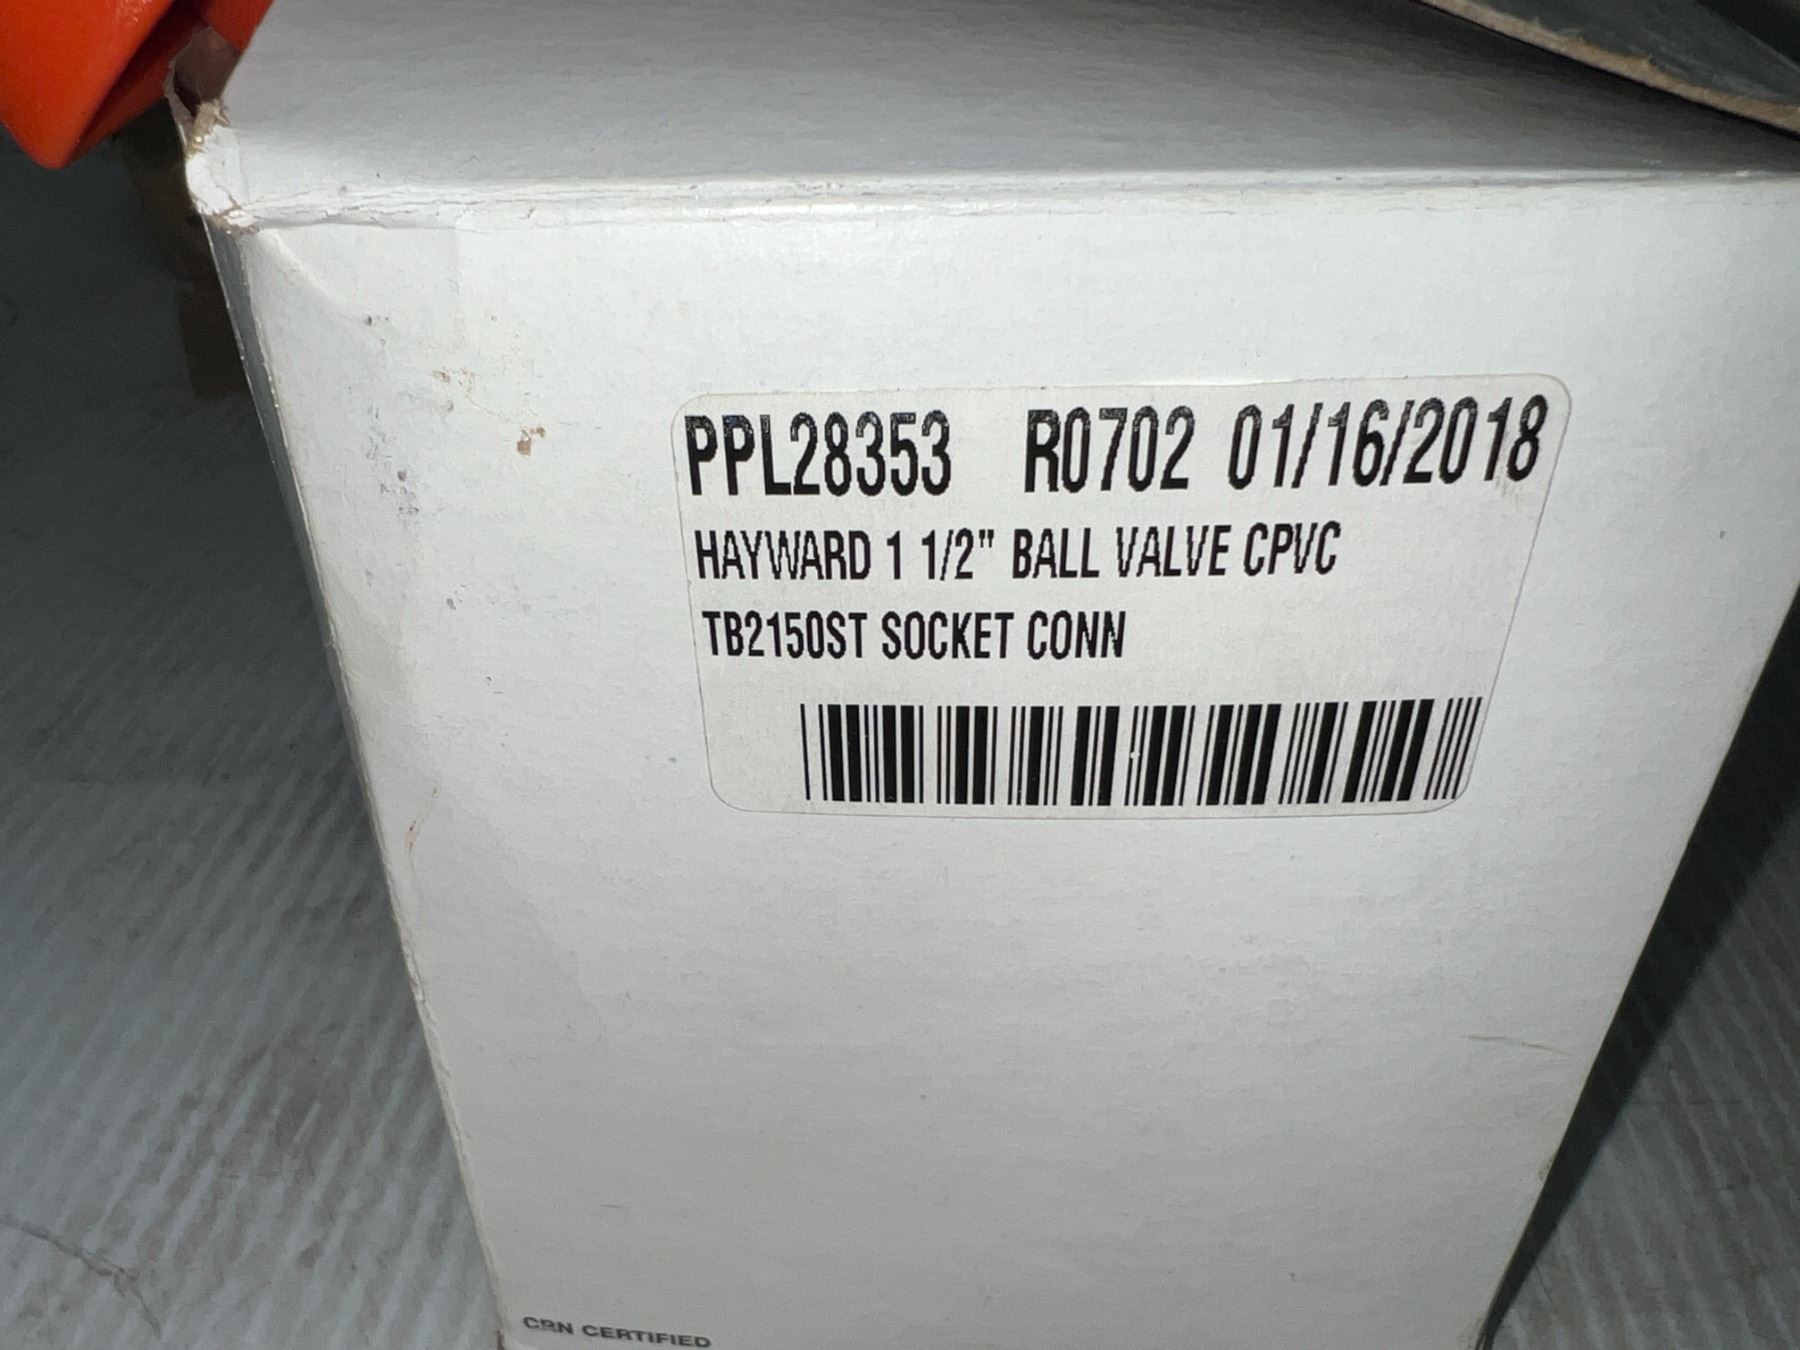 PPL28353 R0702 01/16/2018
HAYWARD 1 1/2" BALL VALVE CPVC
TB2150ST SOCKET CONN
CRN CERTIFIED